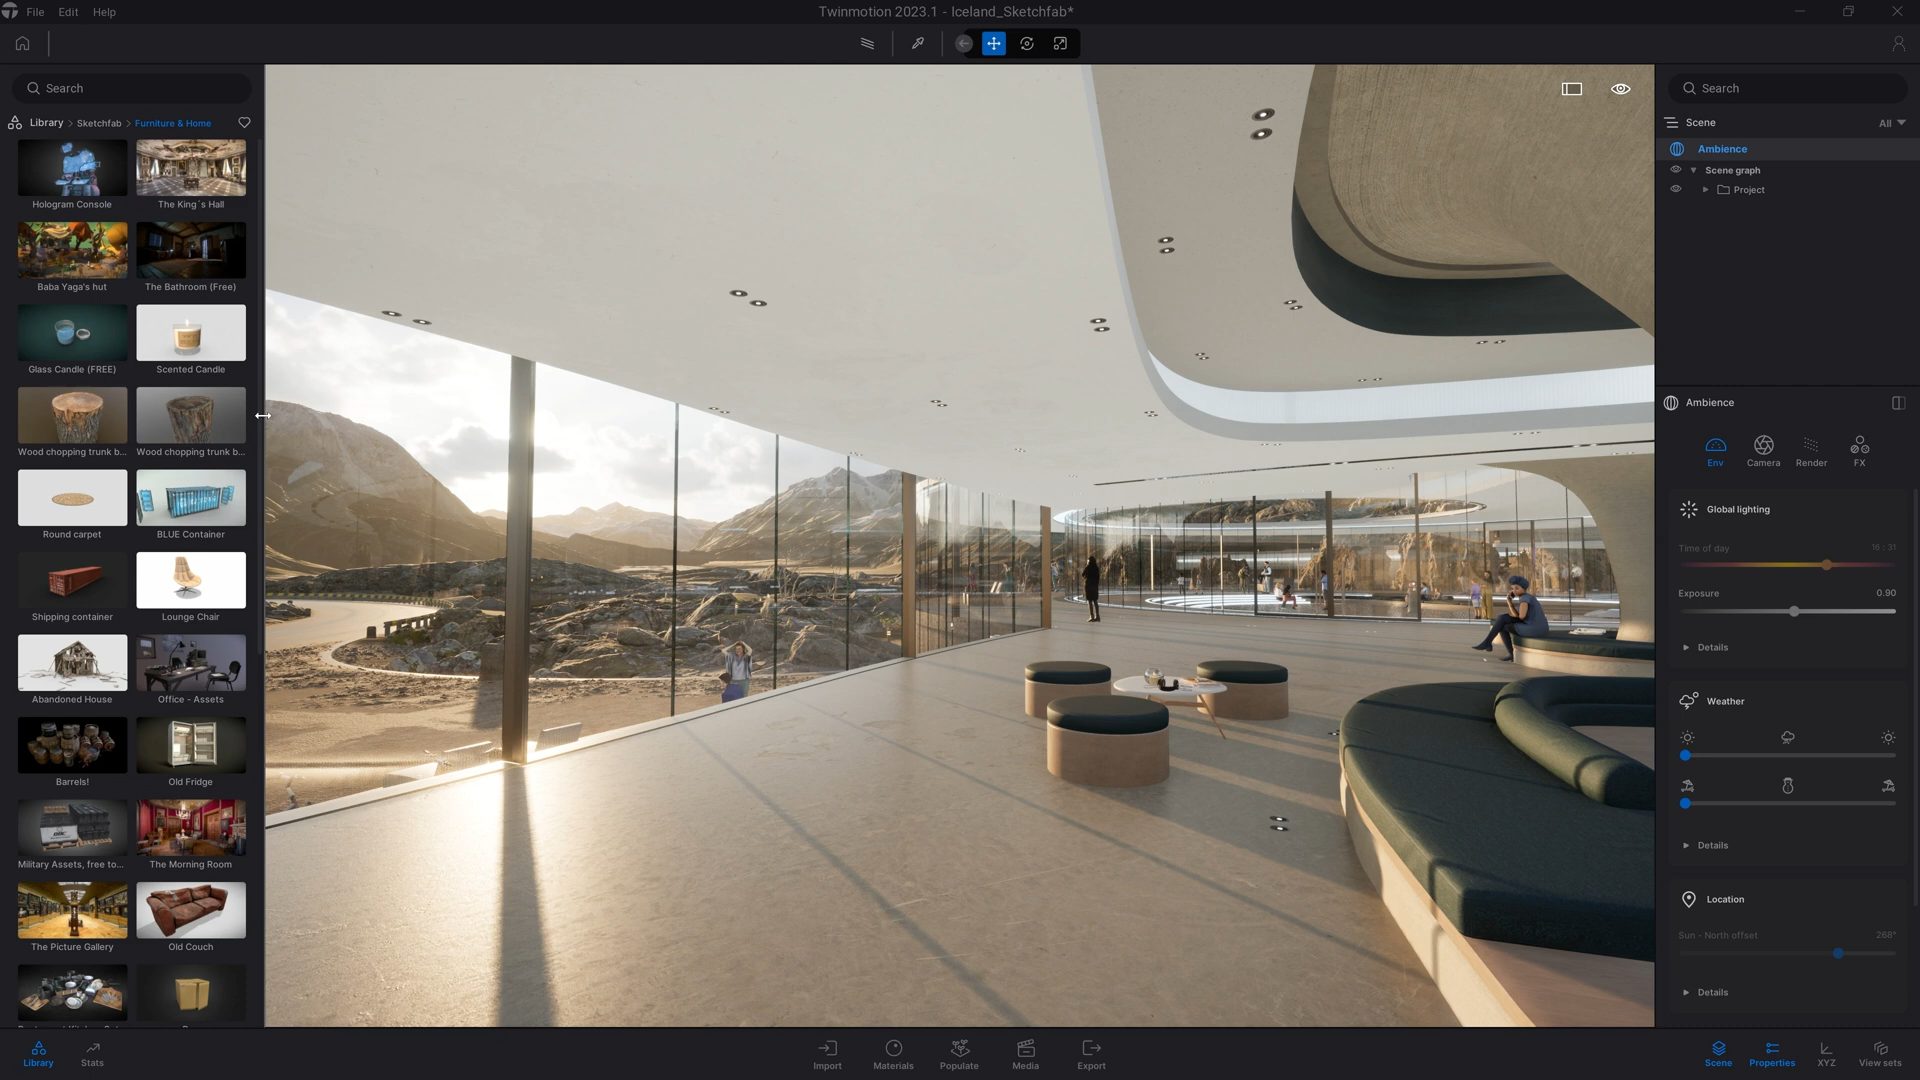 File Edit Help
Twinmotion 2023.1 - Iceland_Sketchfab*
Search
Library > Sketchfab > Furniture & Home
Hologram Console
The King´s Hall
Baba Yaga's hut
The Bathroom (Free)
Glass Candle (FREE)
Scented Candle
Wood chopping trunk b...
Wood chopping trunk b...
Round carpet
BLUE Container
Shipping container
Lounge Chair
Abandoned House
Office - Assets
Barrels!
Old Fridge
Military Assets, free to...
The Morning Room
The Picture Gallery
Old Couch
Search
Scene
All
Ambience
Scene graph
Project
Ambience
Env Camera Render FX
Global lighting
Time of day 16 : 31
Exposure 0.90
Details
Weather
Details
Location
Sun - North offset 268°
Details
Library Stats
Import Materials Populate Media Export
Scene Properties XYZ View sets